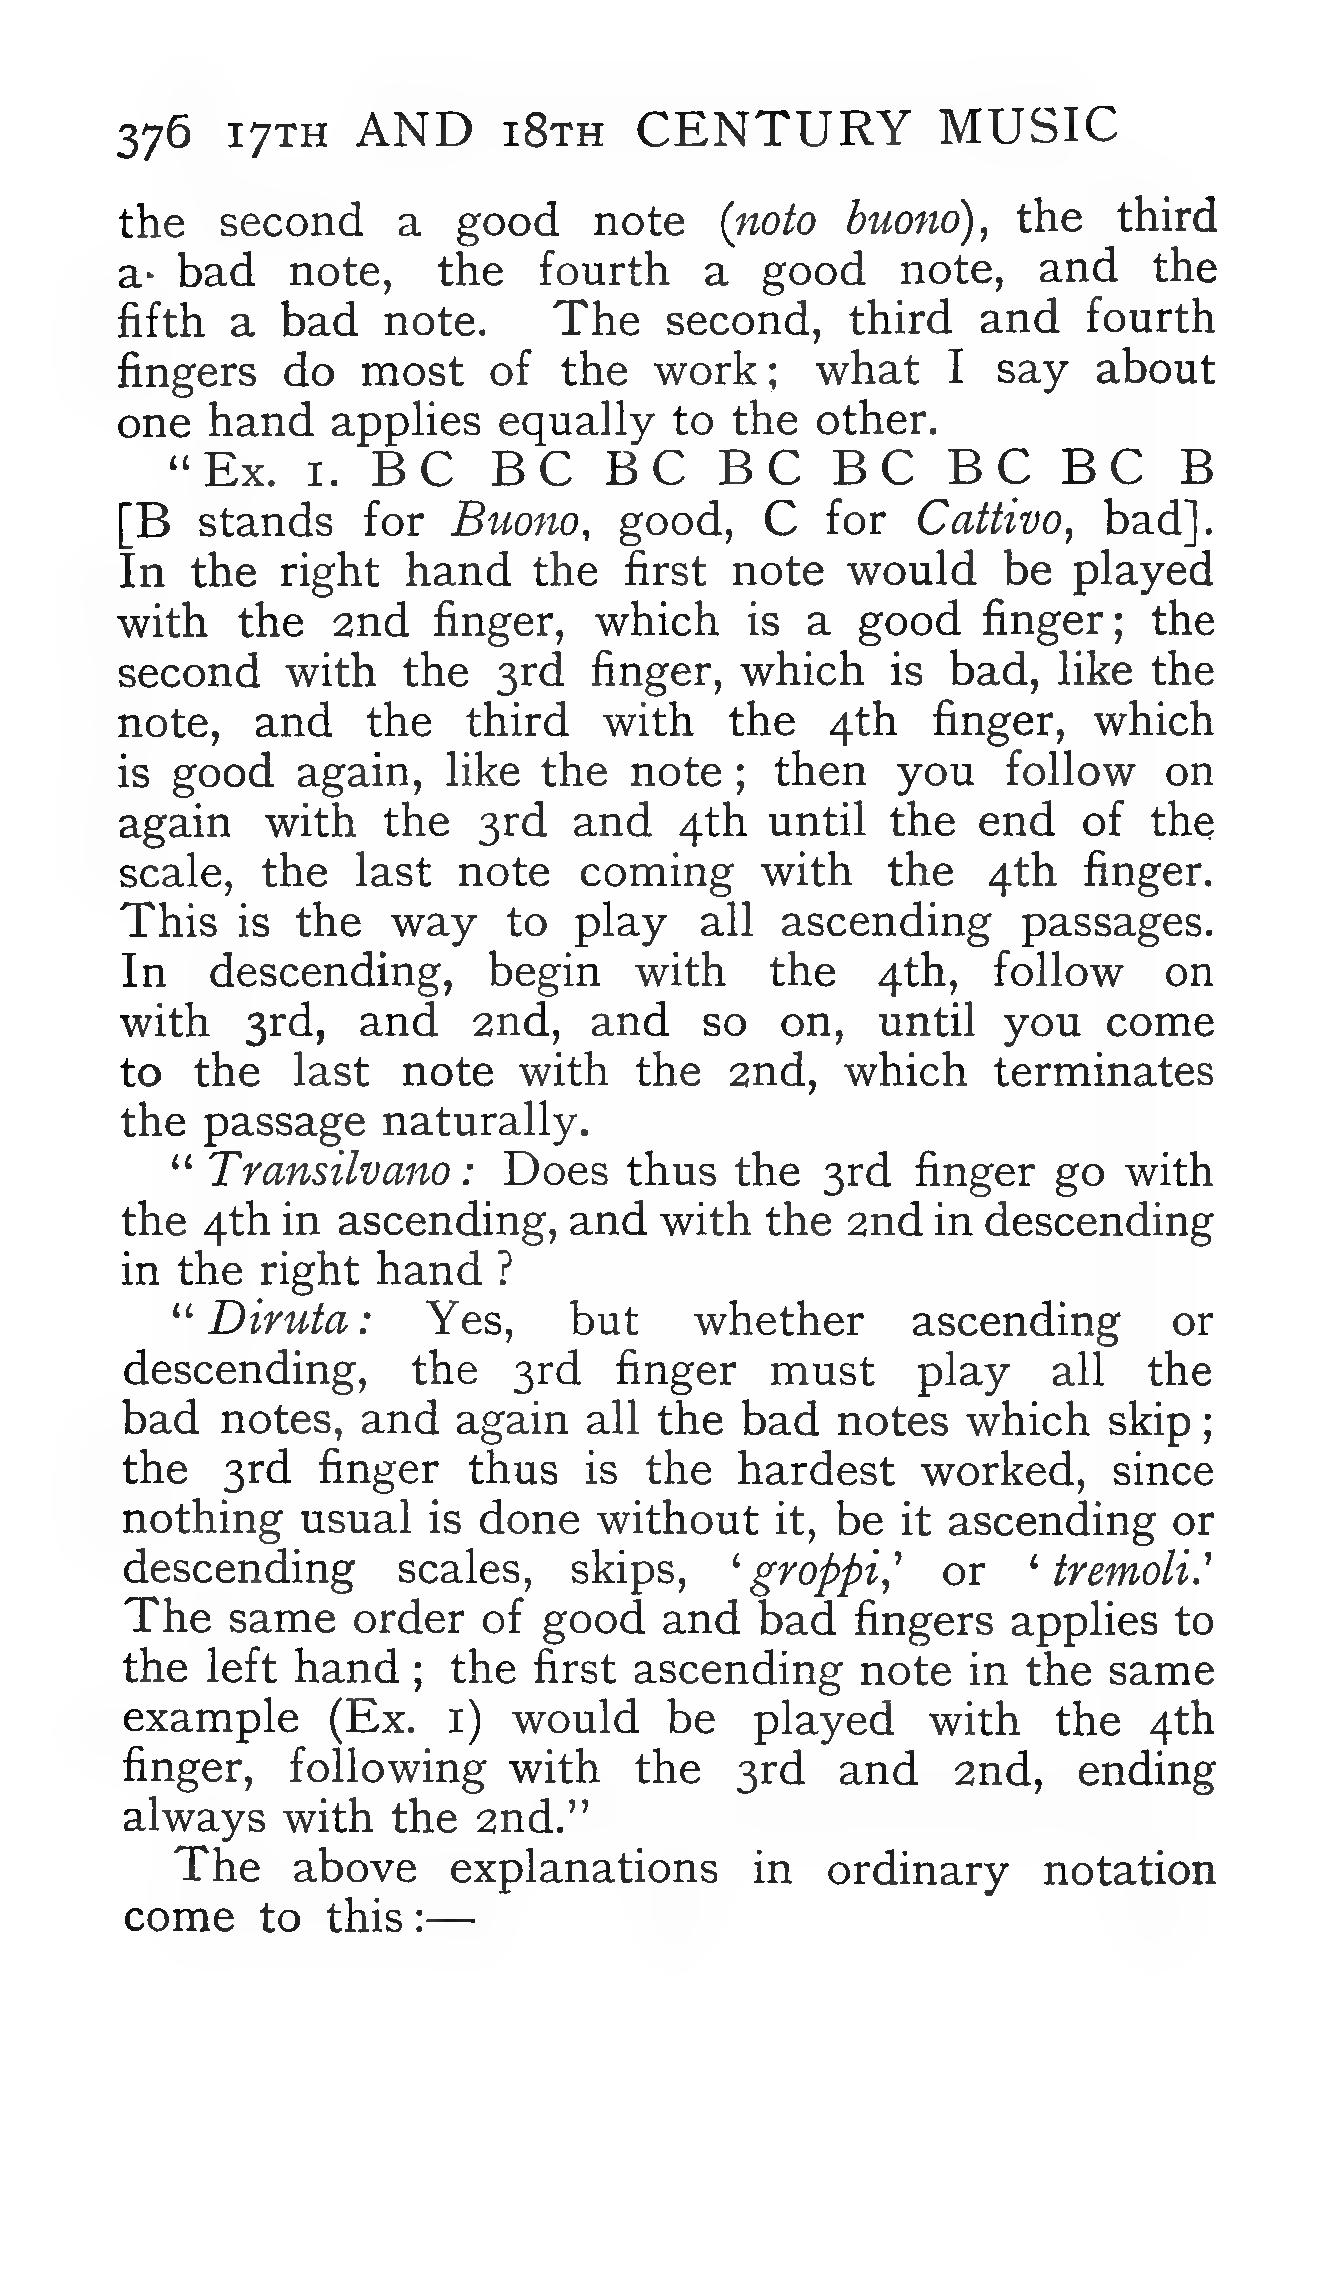 376 17TH AND 18TH CENTURY MUSIC
the second a good note (noto buono), the third
a bad note, the fourth a good note, and the
fifth a bad note. The second, third and fourth
fingers do most of the work; what I say about
one hand applies equally to the other.
“Ex. 1. B C B C B C B C B C B C B C B
[B stands for Buono, good, C for Cattivo, bad].
In the right hand the first note would be played
with the 2nd finger, which is a good finger; the
second with the 3rd finger, which is bad, like the
note, and the third with the 4th finger, which
is good again, like the note; then you follow on
again with the 3rd and 4th until the end of the
scale, the last note coming with the 4th finger.
This is the way to play all ascending passages.
In descending, begin with the 4th, follow on
with 3rd, and 2nd, and so on, until you come
to the last note with the 2nd, which terminates
the passage naturally.
“Transilvano: Does thus the 3rd finger go with
the 4th in ascending, and with the 2nd in descending
in the right hand?
“Diruta: Yes, but whether ascending or
descending, the 3rd finger must play all the
bad notes, and again all the bad notes which skip;
the 3rd finger thus is the hardest worked, since
nothing usual is done without it, be it ascending or
descending scales, skips, ‘groppi,’ or ‘tremoli.’
The same order of good and bad fingers applies to
the left hand; the first ascending note in the same
example (Ex. 1) would be played with the 4th
finger, following with the 3rd and 2nd, ending
always with the 2nd.”
The above explanations in ordinary notation
come to this:—